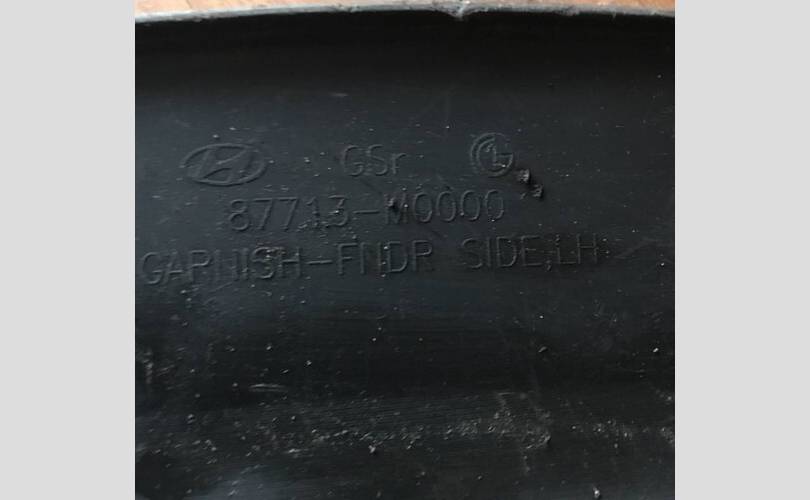 GSr
87713-M0000
GARNISH-FNDR SIDE,LH